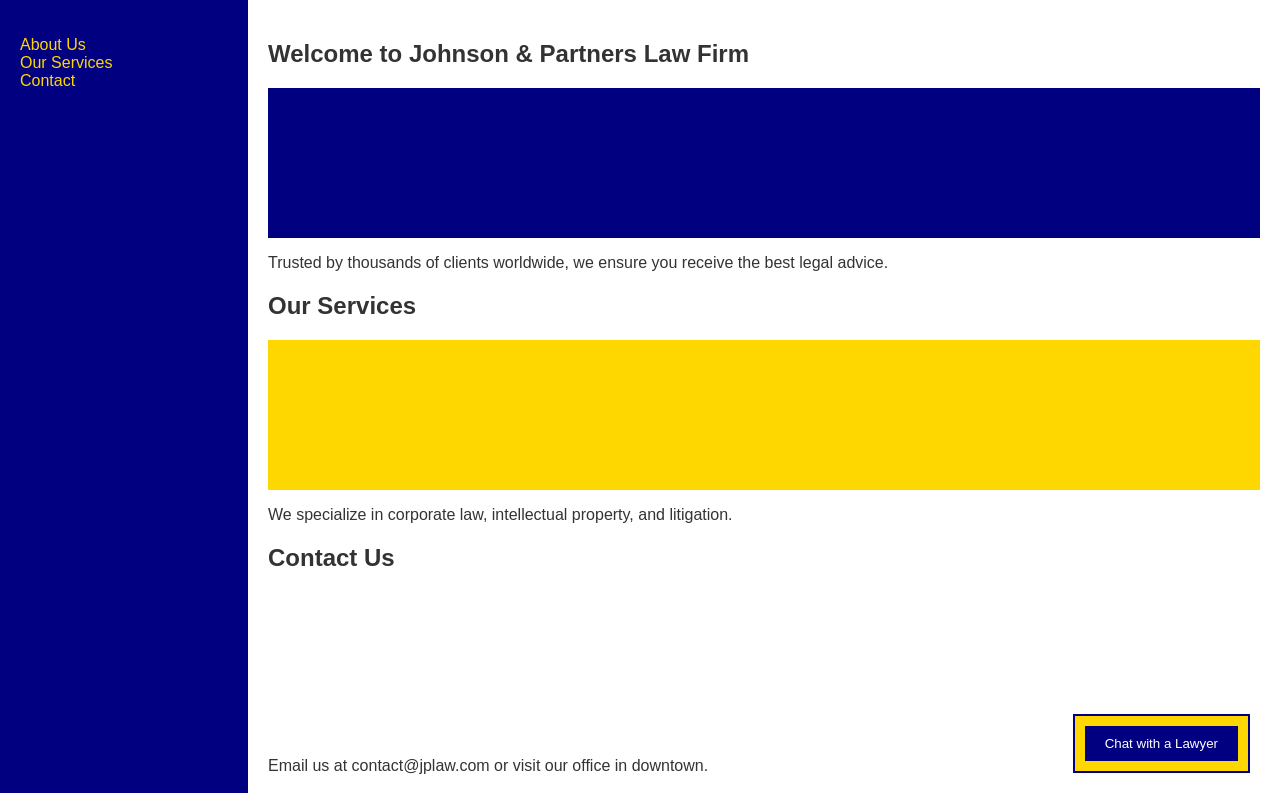 About Us
Our Services
Contact
Welcome to Johnson & Partners Law Firm
Trusted by thousands of clients worldwide, we ensure you receive the best legal advice.
Our Services
We specialize in corporate law, intellectual property, and litigation.
Contact Us
Chat with a Lawyer
Email us at contact@jplaw.com or visit our office in downtown.